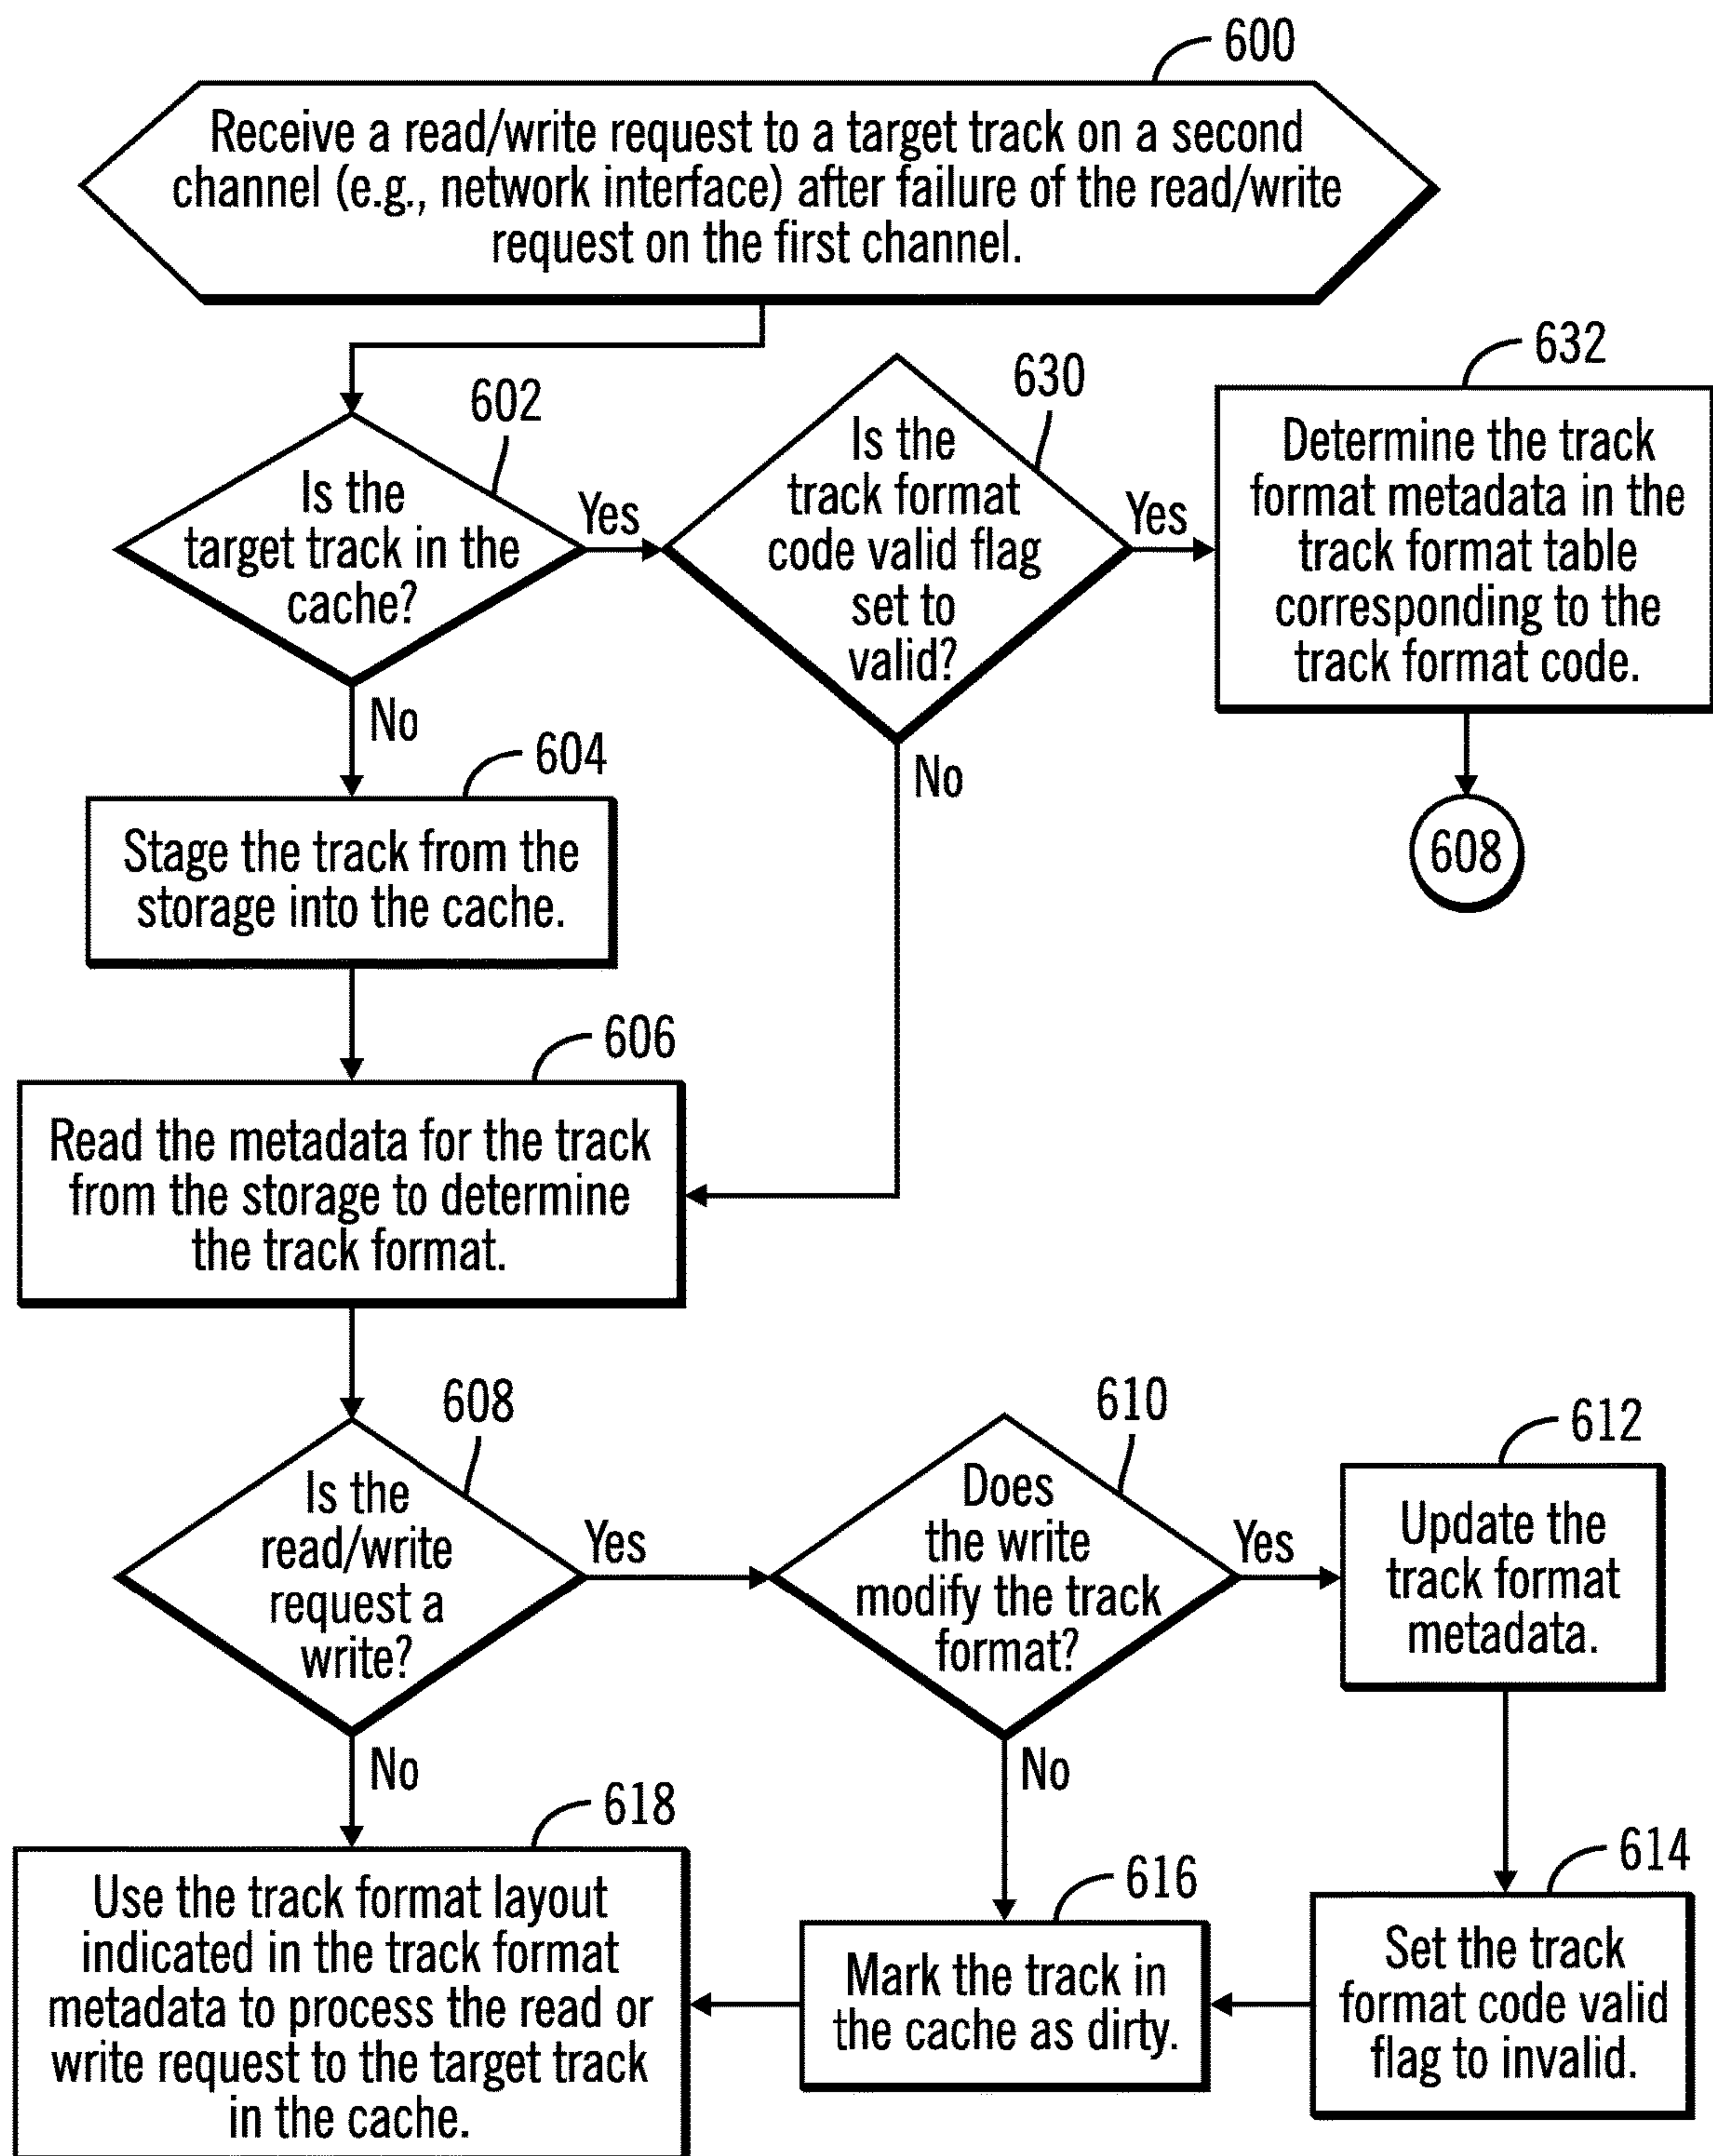 600
Receive a read/write request to a target track on a second
channel (e.g., network interface) after failure of the read/write
request on the first channel.
602
Is the
target track in the
cache?
Yes
No
630
Is the
track format
code valid flag
set to
valid?
Yes
No
632
Determine the track
format metadata in the
track format table
corresponding to the
track format code.
608
604
Stage the track from the
storage into the cache.
606
Read the metadata for the track
from the storage to determine
the track format.
608
Is the
read/write
request a
write?
Yes
No
610
Does
the write
modify the track
format?
Yes
No
612
Update the
track format
metadata.
614
Set the track
format code valid
flag to invalid.
616
Mark the track in
the cache as dirty.
618
Use the track format layout
indicated in the track format
metadata to process the read or
write request to the target track
in the cache.